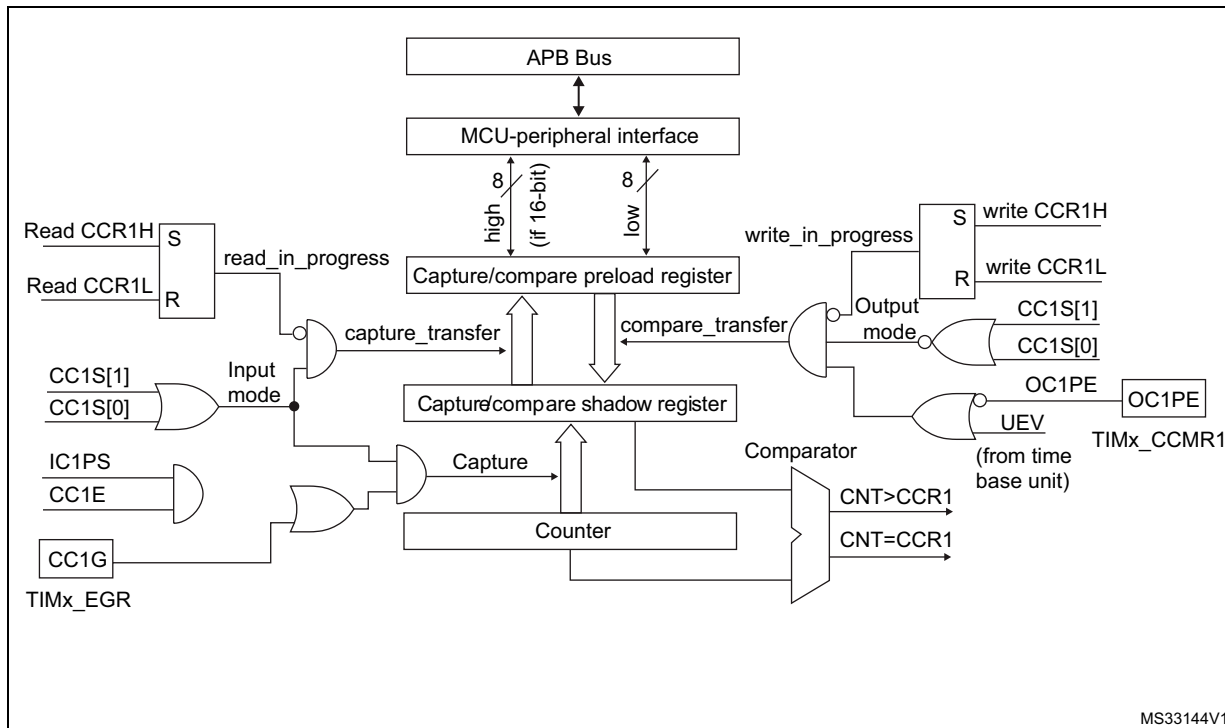 APB Bus
MCU-peripheral interface
8
high
(if 16-bit)
8
low
Read CCR1H
Read CCR1L
S
R
read_in_progress
write_in_progress
S
R
write CCR1H
write CCR1L
Capture/compare preload register
capture_transfer
compare_transfer
Output
mode
CC1S[1]
CC1S[0]
CC1S[1]
CC1S[0]
Input
mode
Capture/compare shadow register
OC1PE
OC1PE
UEV
TIMx_CCMR1
(from time
base unit)
IC1PS
CC1E
Capture
Comparator
CNT>CCR1
CNT=CCR1
Counter
CC1G
TIMx_EGR
MS33144V1